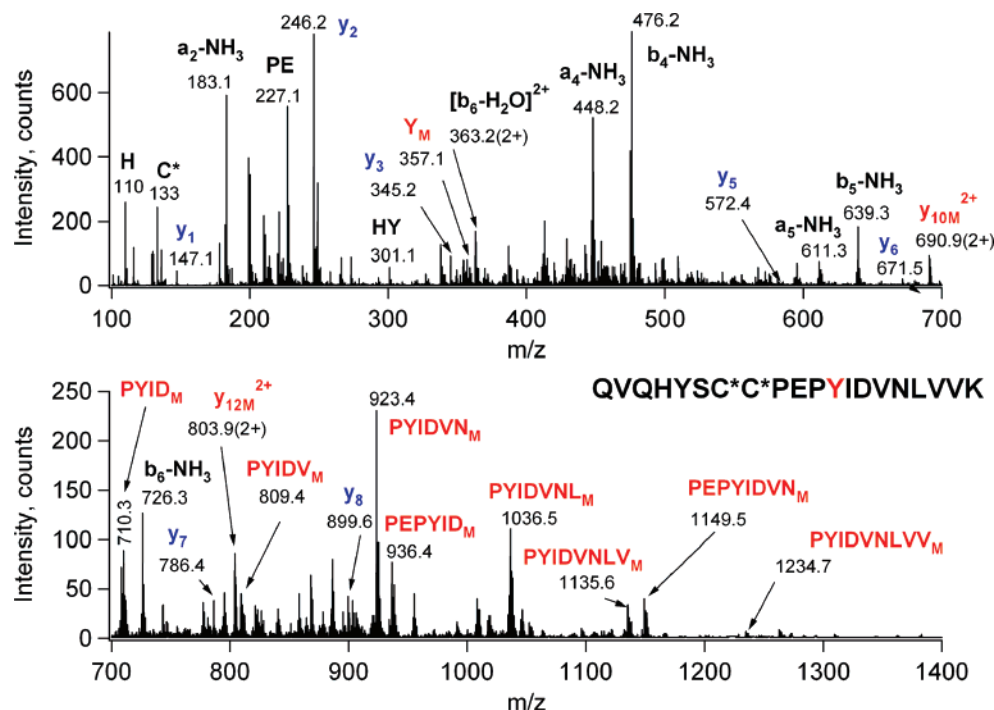 Intensity, counts
600
400
200
0
H
110
C*
133
y1
147.1
a2-NH3
183.1
PE
227.1
246.2
y2
HY
301.1
y3
345.2
YM
357.1
[b6-H2O]2+
363.2(2+)
a4-NH3
448.2
476.2
b4-NH3
y5
572.4
a5-NH3
611.3
b5-NH3
639.3
y6
671.5
y10M2+
690.9(2+)
100
200
300
400
500
600
700
m/z
QVQHYSC*C*PEPYIDVNLVVK
Intensity, counts
250
200
150
100
50
0
PYIDM
710.3
b6-NH3
726.3
y7
786.4
y12M2+
803.9(2+)
PYIDVM
809.4
y8
899.6
923.4
PYIDVNM
PEPYIDM
936.4
PYIDVNLM
1036.5
PYIDVNLVM
1135.6
PEPYIDVNM
1149.5
PYIDVNLVVM
1234.7
700
800
900
1000
1100
1200
1300
1400
m/z